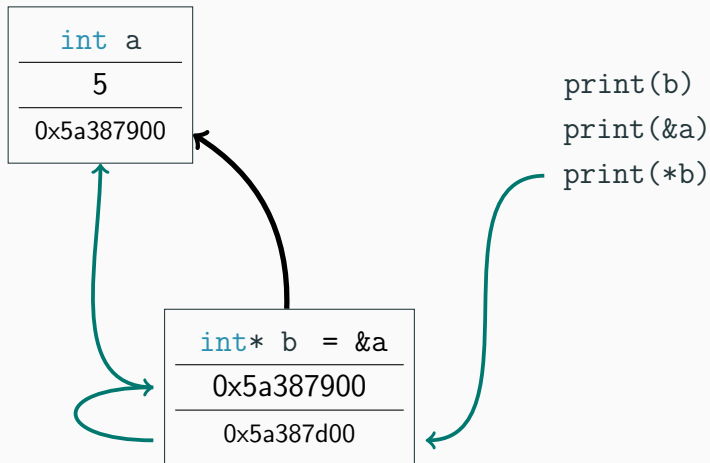 int a
5
0x5a387900
print(b)
print(&a)
print(*b)
int* b = &a
0x5a387900
0x5a387d00